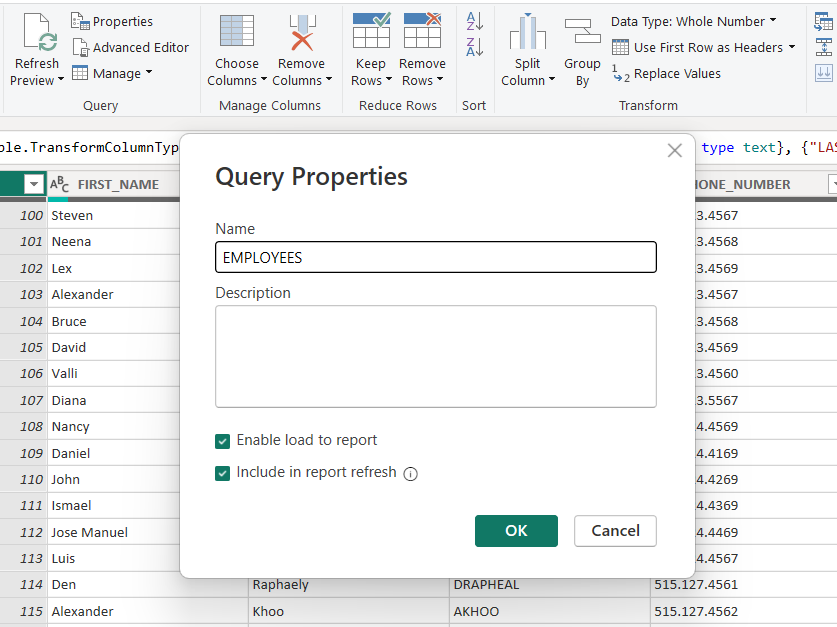 Refresh
Preview
Properties
Advanced Editor
Manage
Query
Choose
Columns
Remove
Columns
Manage Columns
Keep
Rows
Remove
Rows
Reduce Rows
A
Z
Z
A
Sort
Split
Column
Group
By
Data Type: Whole Number
Use First Row as Headers
1
2
Replace Values
Transform
ble.TransformColumnTyp
type text}, {"LAS
ABC FIRST_NAME
ONE_NUMBER
100 Steven
3.4567
101 Neena
3.4568
102 Lex
3.4569
103 Alexander
3.4567
104 Bruce
3.4568
105 David
3.4569
106 Valli
3.4560
107 Diana
3.5567
108 Nancy
4.4569
109 Daniel
4.4169
110 John
4.4269
111 Ismael
4.4369
112 Jose Manuel
4.4469
113 Luis
4.4567
114 Den Raphaely DRAPHEAL 515.127.4561
115 Alexander Khoo AKHOO 515.127.4562
Query Properties
Name
EMPLOYEES
Description
Enable load to report
Include in report refresh
OK
Cancel